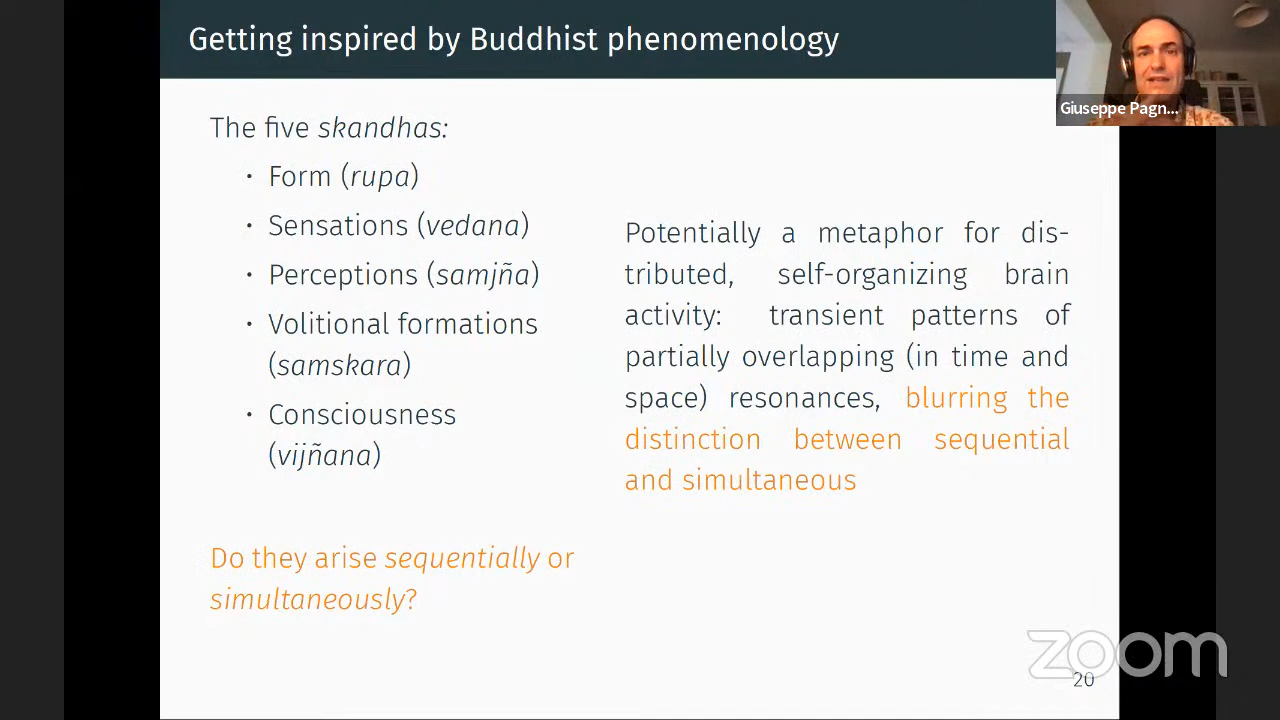 Getting inspired by Buddhist phenomenology
Giuseppe Pagn...
The five skandhas:
· Form (rupa)
· Sensations (vedana)
· Perceptions (samjña)
· Volitional formations
(samskara)
· Consciousness
(vijñana)
Do they arise sequentially or
simultaneously?
Potentially a metaphor for dis-
tributed, self-organizing brain
activity: transient patterns of
partially overlapping (in time and
space) resonances, blurring the
distinction between sequential
and simultaneous
zoom
20